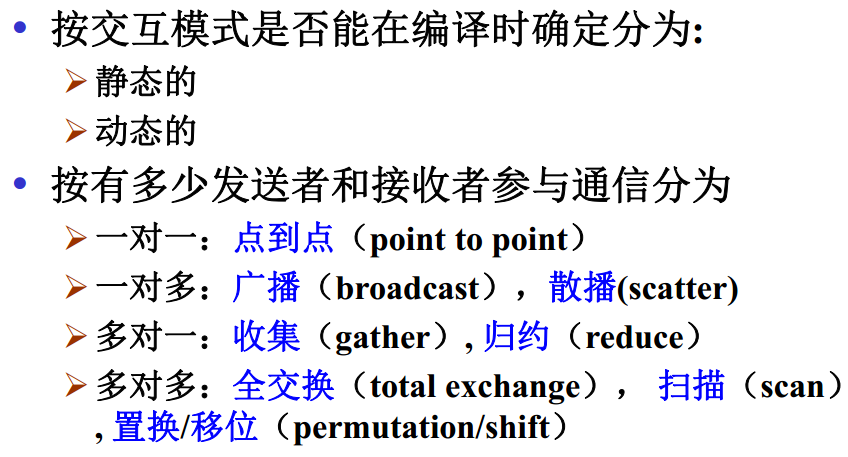 • 按交互模式是否能在编译时确定分为:
➢ 静态的
➢ 动态的
• 按有多少发送者和接收者参与通信分为
➢ 一对一：点到点（point to point）
➢ 一对多：广播（broadcast），散播(scatter)
➢ 多对一：收集（gather）, 归约（reduce）
➢ 多对多：全交换（total exchange）， 扫描（scan）
, 置换/移位（permutation/shift）